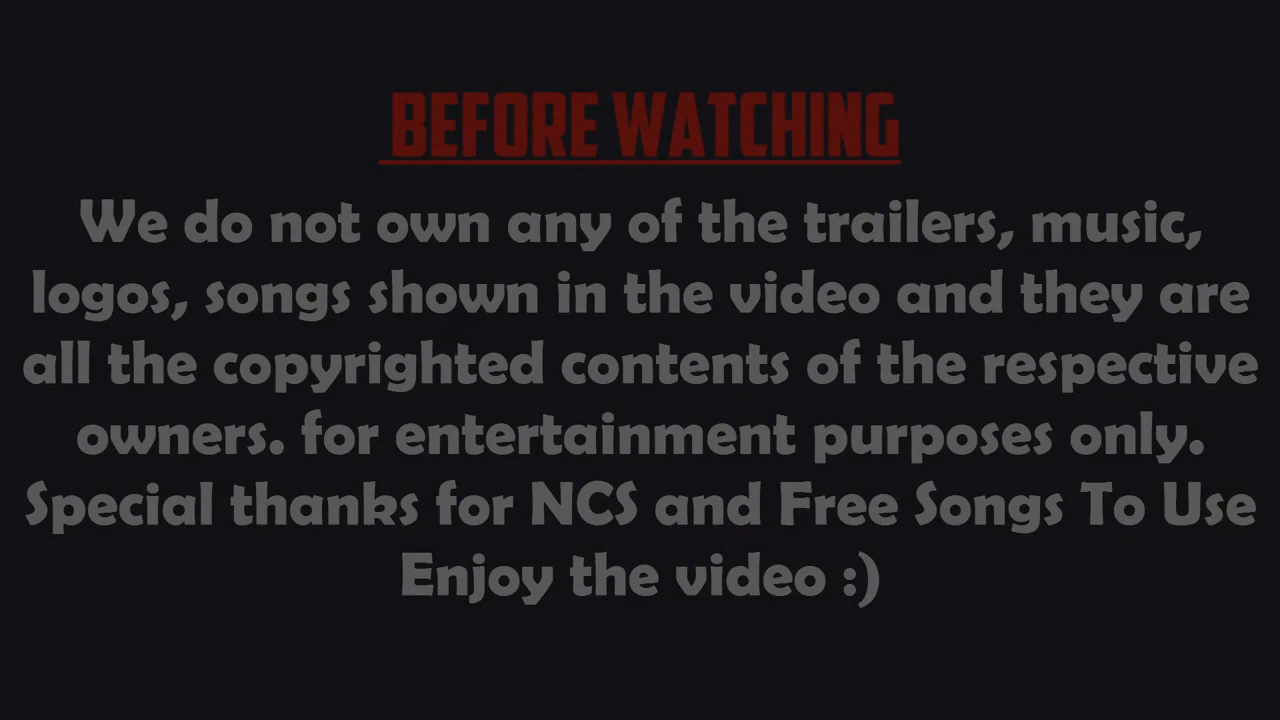 BEFORE WATCHING
We do not own any of the trailers, music,
logos, songs shown in the video and they are
all the copyrighted contents of the respective
owners. for entertainment purposes only.
Special thanks for NCS and Free Songs To Use
Enjoy the video :)